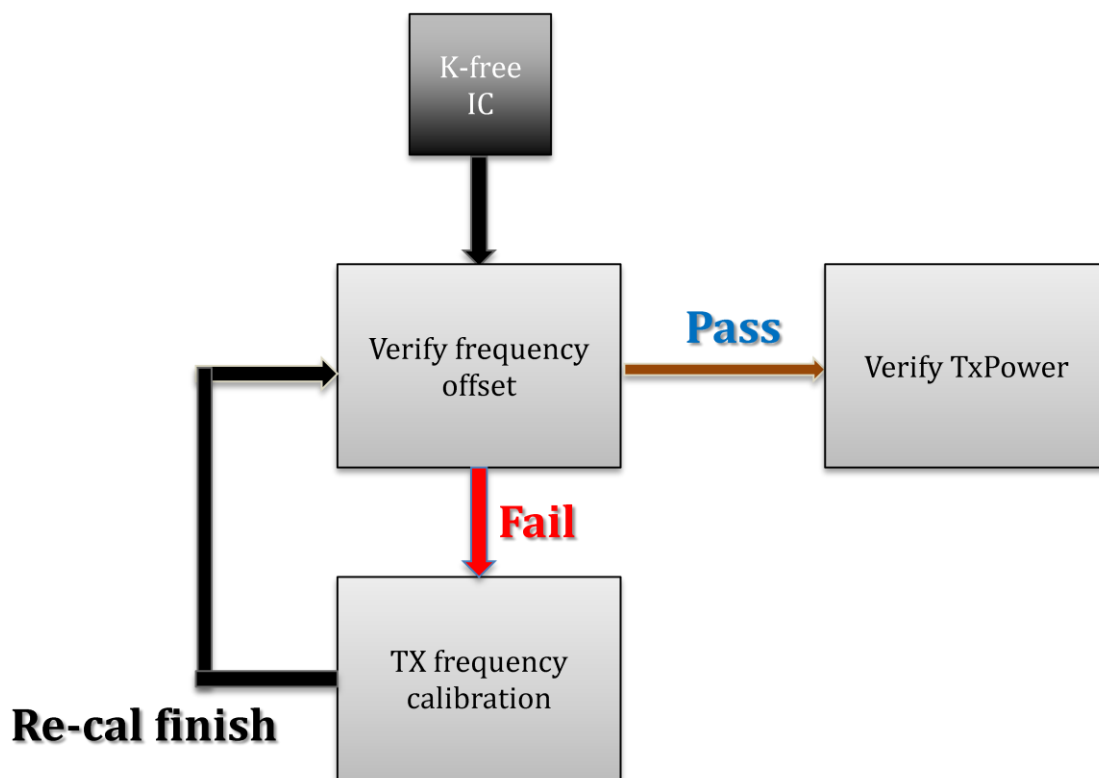 K-free
IC
Verify frequency
offset
Pass
Verify TxPower
Fail
TX frequency
calibration
Re-cal finish